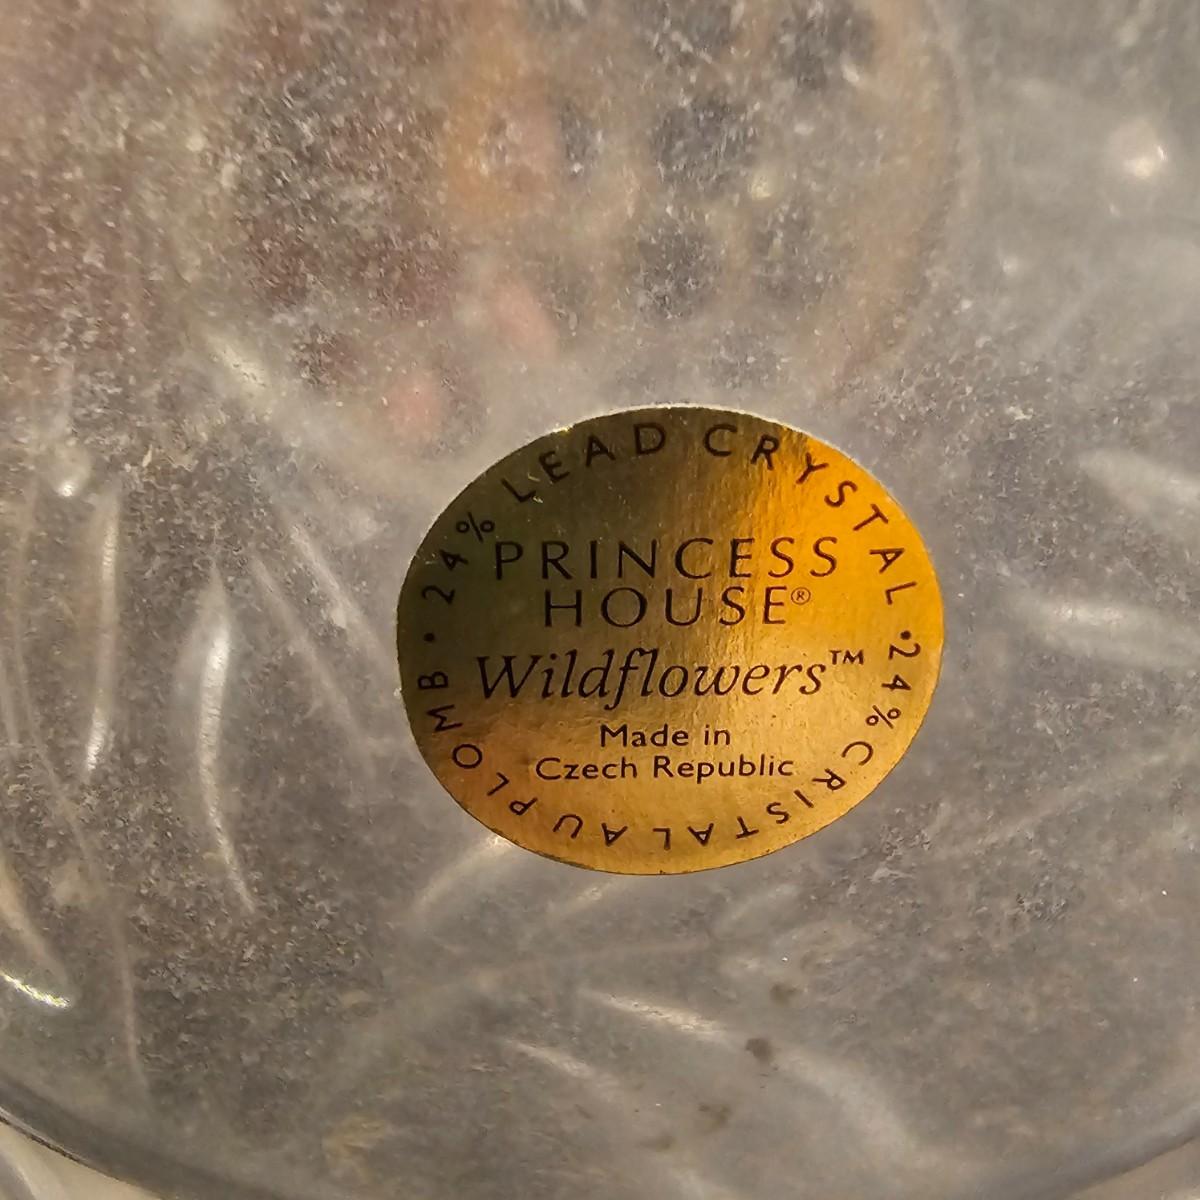 24% LEAD CRYSTAL •
PRINCESS
HOUSE®
Wildflowers™
Made in
Czech Republic
24% CRISTAL AU PLOMB •